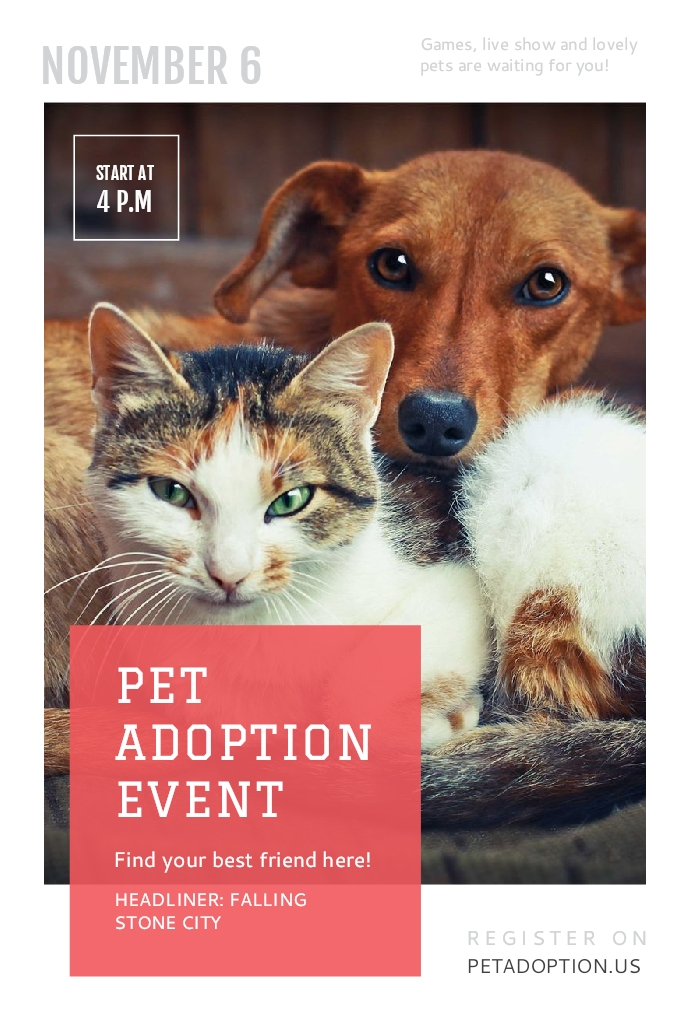 NOVEMBER 6
Games, live show and lovely
pets are waiting for you!
START AT
4 P.M
PET
ADOPTION
EVENT
Find your best friend here!
HEADLINER: FALLING
STONE CITY
REGISTER ON
PETADOPTION.US